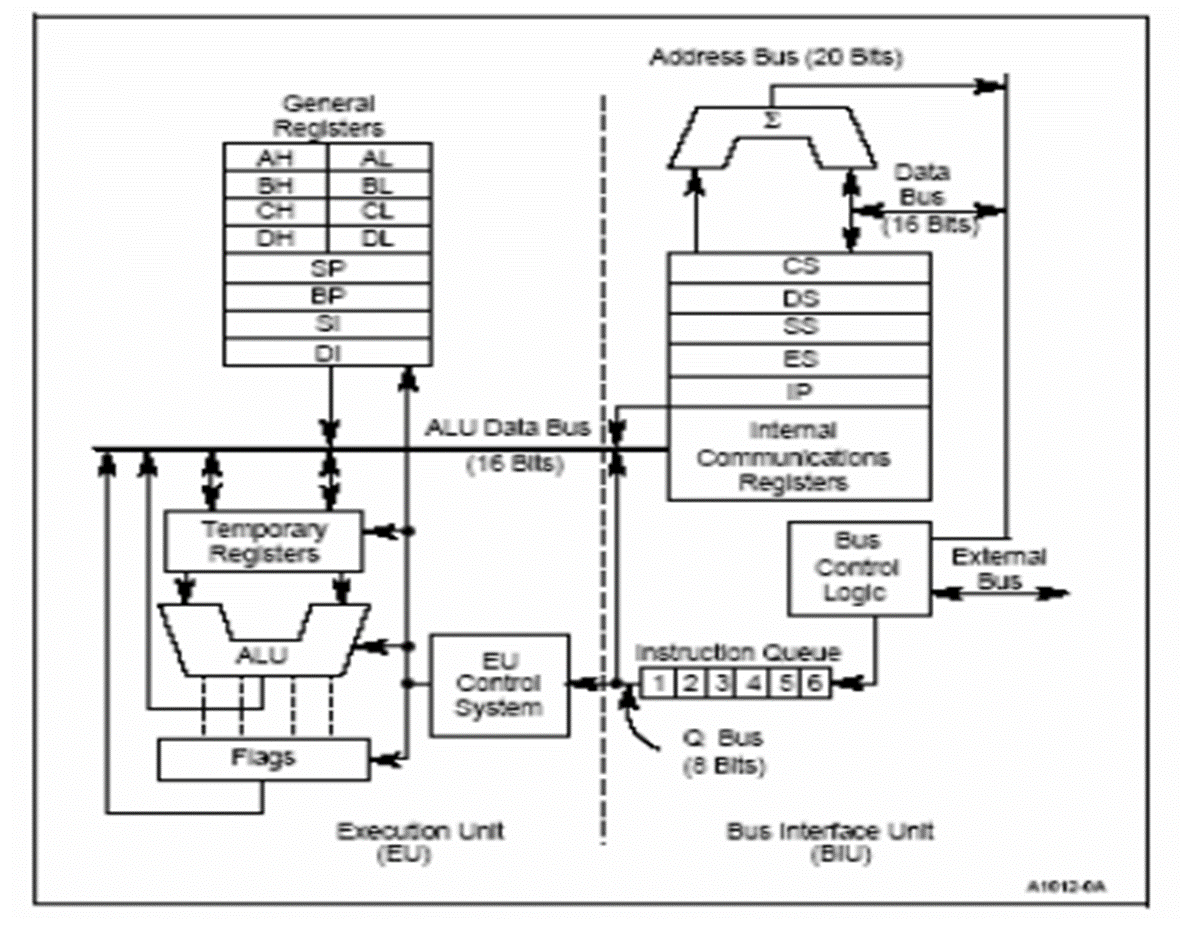 Address Bus (20 Bits)
General
Registers
AH AL
BH BL
CH CL
DH DL
SP
BP
SI
DI
Σ
Data
Bus
(16 Bits)
CS
DS
SS
ES
IP
Internal
Communications
Registers
ALU Data Bus
(16 Bits)
Temporary
Registers
ALU
Flags
EU
Control
System
Bus
Control
Logic
External
Bus
Instruction Queue
1 2 3 4 5 6
Q Bus
(8 Bits)
Execution Unit
(EU)
Bus Interface Unit
(BIU)
A1012-0A